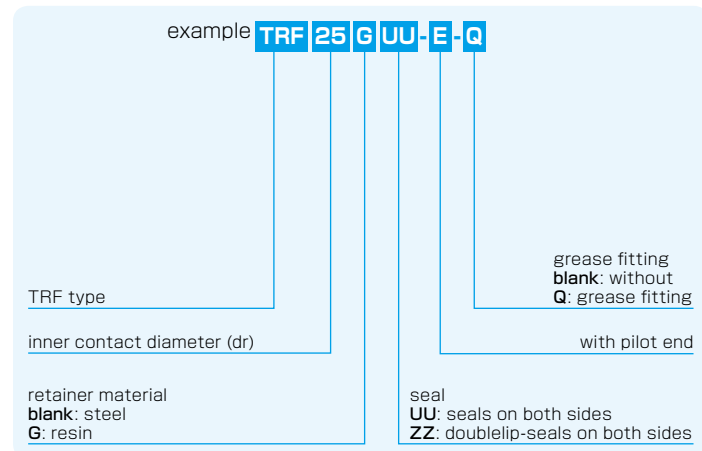 example TRF 25 G UU-E-Q
grease fitting
blank: without
Q: grease fitting
TRF type
inner contact diameter (dr)
with pilot end
retainer material
blank: steel
G: resin
seal
UU: seals on both sides
ZZ: doublelip-seals on both sides